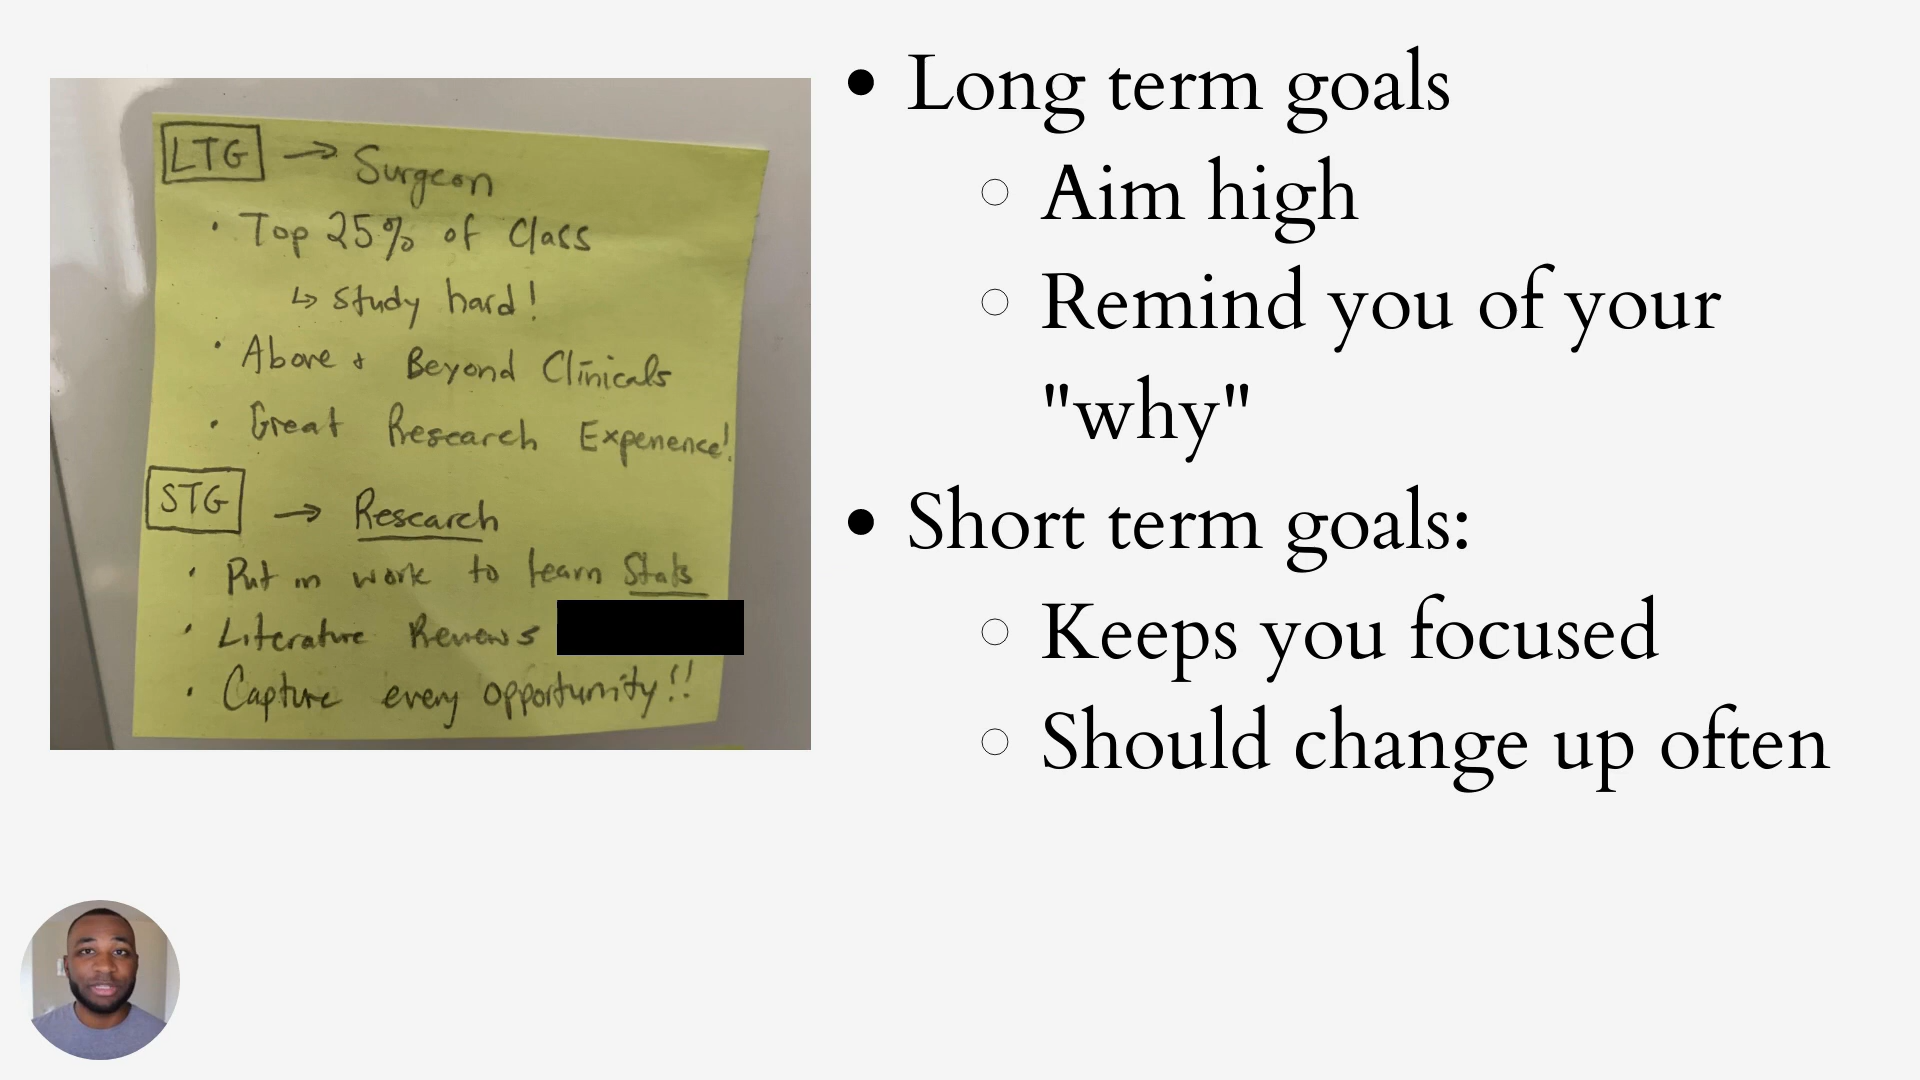 LTG → Surgeon
· Top 25% of Class
↳ study hard!
· Above + Beyond Clinicals
· Great Research Experience!
STG → Research
· Put in work to learn Stats
· Literature Reviews
· Capture every opportunity!!
• Long term goals
○ Aim high
○ Remind you of your
"why"
• Short term goals:
○ Keeps you focused
○ Should change up often